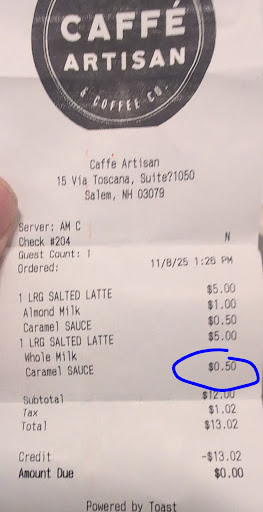 CAFFÉ
ARTISAN
& COFFEE CO.
Caffe Artisan
15 Via Toscana, Suite?1050
Salem, NH 03079
Server: AM C
Check #204 N
Guest Count: 1
Ordered: 11/8/25 1:26 PM
1 LRG SALTED LATTE $5.00
Almond Milk $1.00
Caramel SAUCE $0.50
1 LRG SALTED LATTE $5.00
Whole Milk
Caramel SAUCE $0.50
Subtotal $12.00
Tax $1.02
Total $13.02
Credit -$13.02
Amount Due $0.00
Powered by Toast